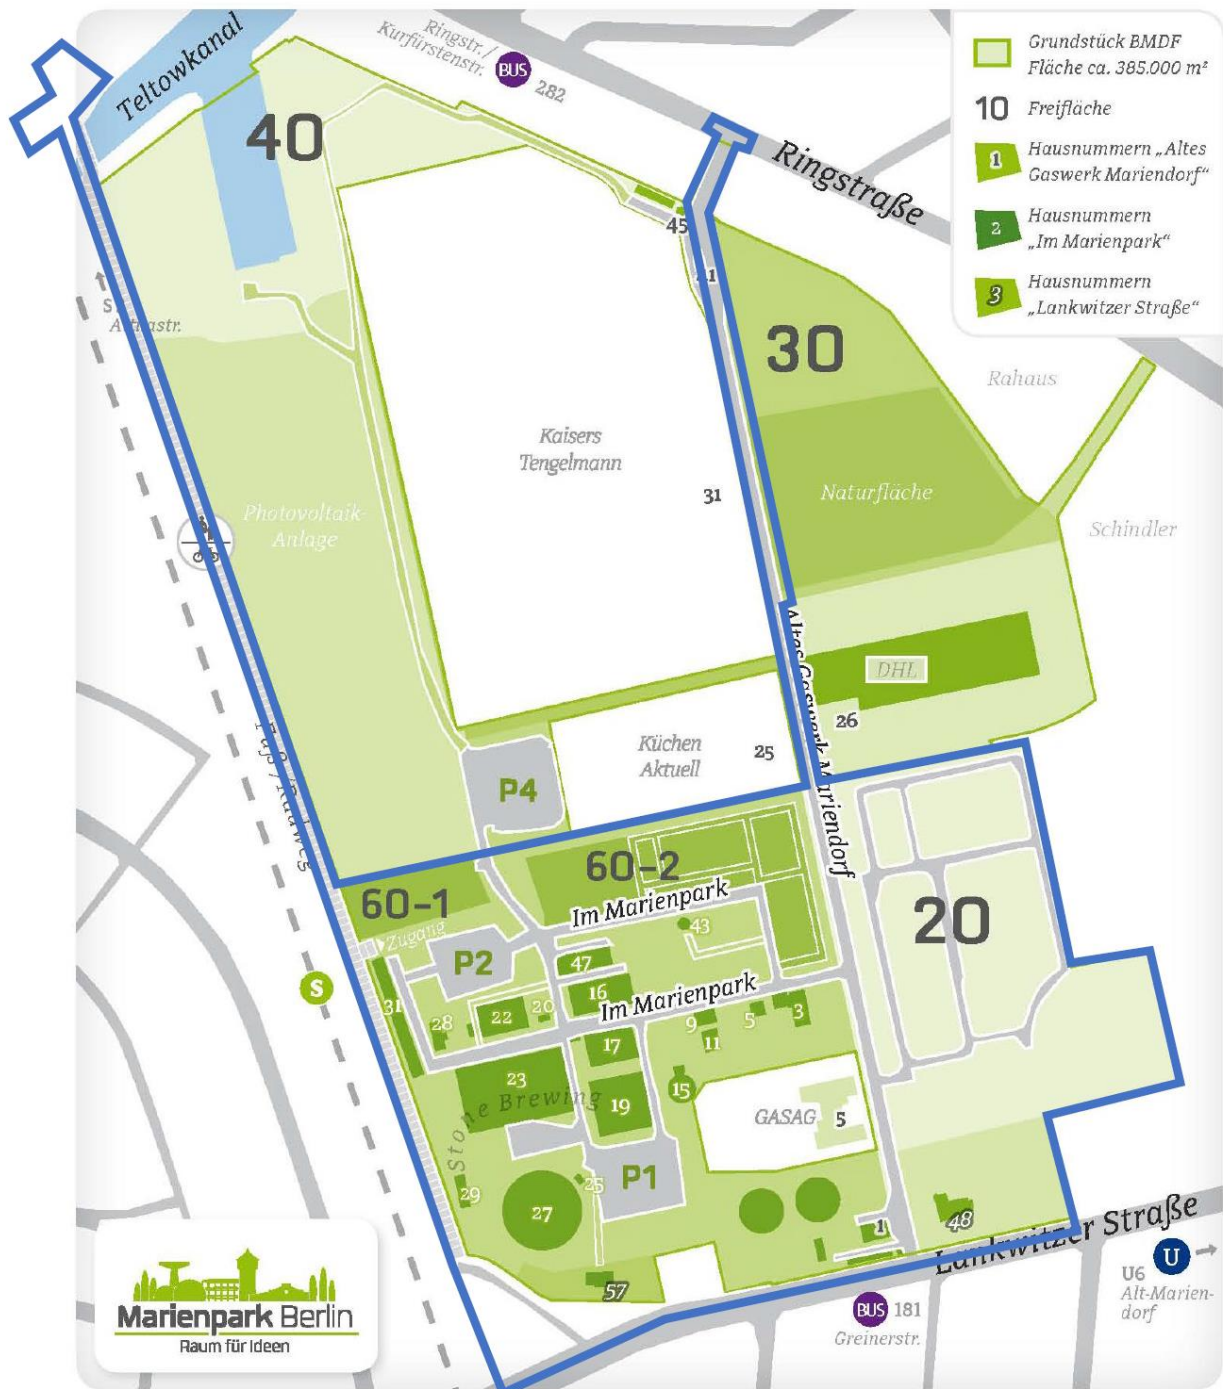 Teltowkanal
Ringstr./
Kurfürstenstr.
BUS
282
Ringstraße
Grundstück BMDF
Fläche ca. 385.000 m²
10
Freifläche
1
Hausnummern „Altes
Gaswerk Mariendorf“
2
Hausnummern
„Im Marienpark“
3
Hausnummern
„Lankwitzer Straße“
40
45
30
Rahaus
Kaisers
Tengelmann
31
Naturfläche
Schindler
Photovoltaik-
Anlage
DHL
26
Altes Gaswerk Mariendorf
Küchen
Aktuell
25
P4
Fuß-/Radweg
60-1
60-2
Im Marienpark
20
Zugang
P2
43
47
16
Im Marienpark
S
31
28
22
20
17
9
11
5
3
23
Stone Brewing
19
15
GASAG
5
29
27
25
P1
1
48
57
Lankwitzer Straße
U
U6
Alt-Marien-
dorf
BUS
181
Greinerstr.
Marienpark Berlin
Raum für Ideen